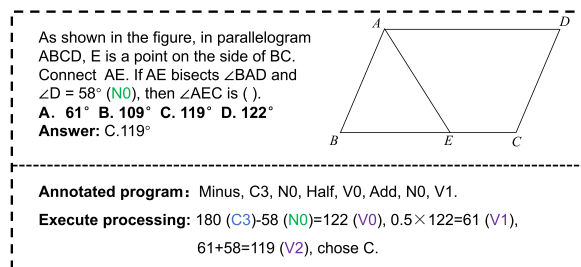 As shown in the figure, in parallelogram
ABCD, E is a point on the side of BC.
Connect AE. If AE bisects ∠BAD and
∠D = 58° (N0), then ∠AEC is ( ).
A. 61° B. 109° C. 119° D. 122°
Answer: C.119°
A D
B E C
Annotated program: Minus, C3, N0, Half, V0, Add, N0, V1.
Execute processing: 180 (C3)-58 (N0)=122 (V0), 0.5×122=61 (V1),
61+58=119 (V2), chose C.